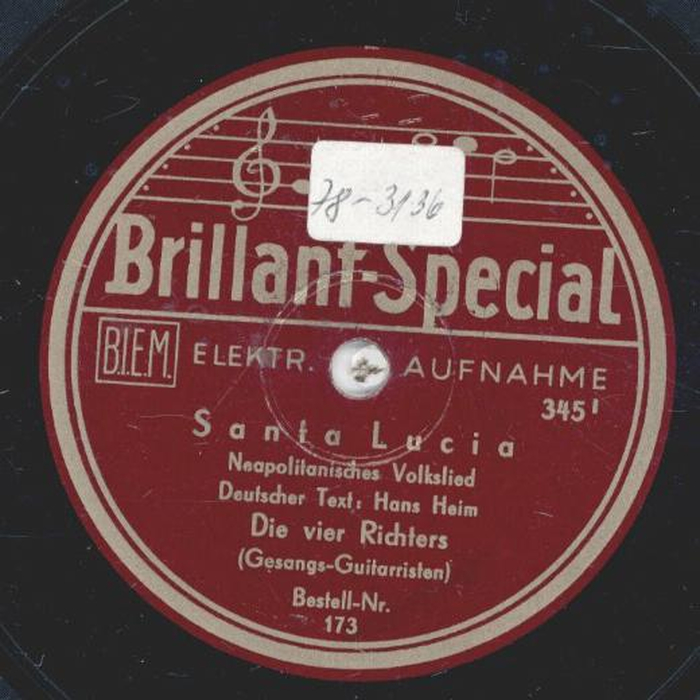 78-3136
Brillant-Special
B.I.E.M. ELEKTR. AUFNAHME
345 I
Santa Lucia
Neapolitanisches Volkslied
Deutscher Text: Hans Heim
Die vier Richters
(Gesangs-Guitarristen)
Bestell-Nr.
173